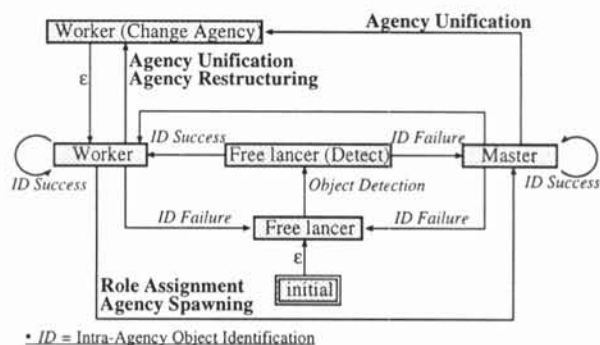 Agency Unification
Worker (Change Agency)
Agency Unification
Agency Restructuring
ε
ID Success
ID Failure
Worker
Free lancer (Detect)
Master
ID Success
ID Success
Object Detection
ID Failure
ID Failure
Free lancer
ε
Role Assignment
Agency Spawning
initial
• ID = Intra-Agency Object Identification